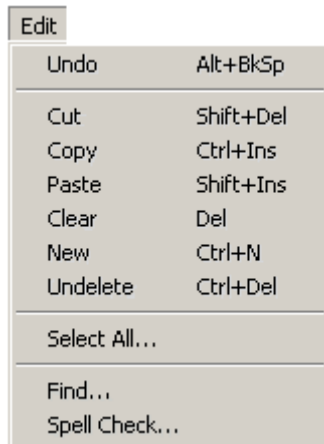 Edit
Undo Alt+BkSp
Cut Shift+Del
Copy Ctrl+Ins
Paste Shift+Ins
Clear Del
New Ctrl+N
Undelete Ctrl+Del
Select All...
Find...
Spell Check...